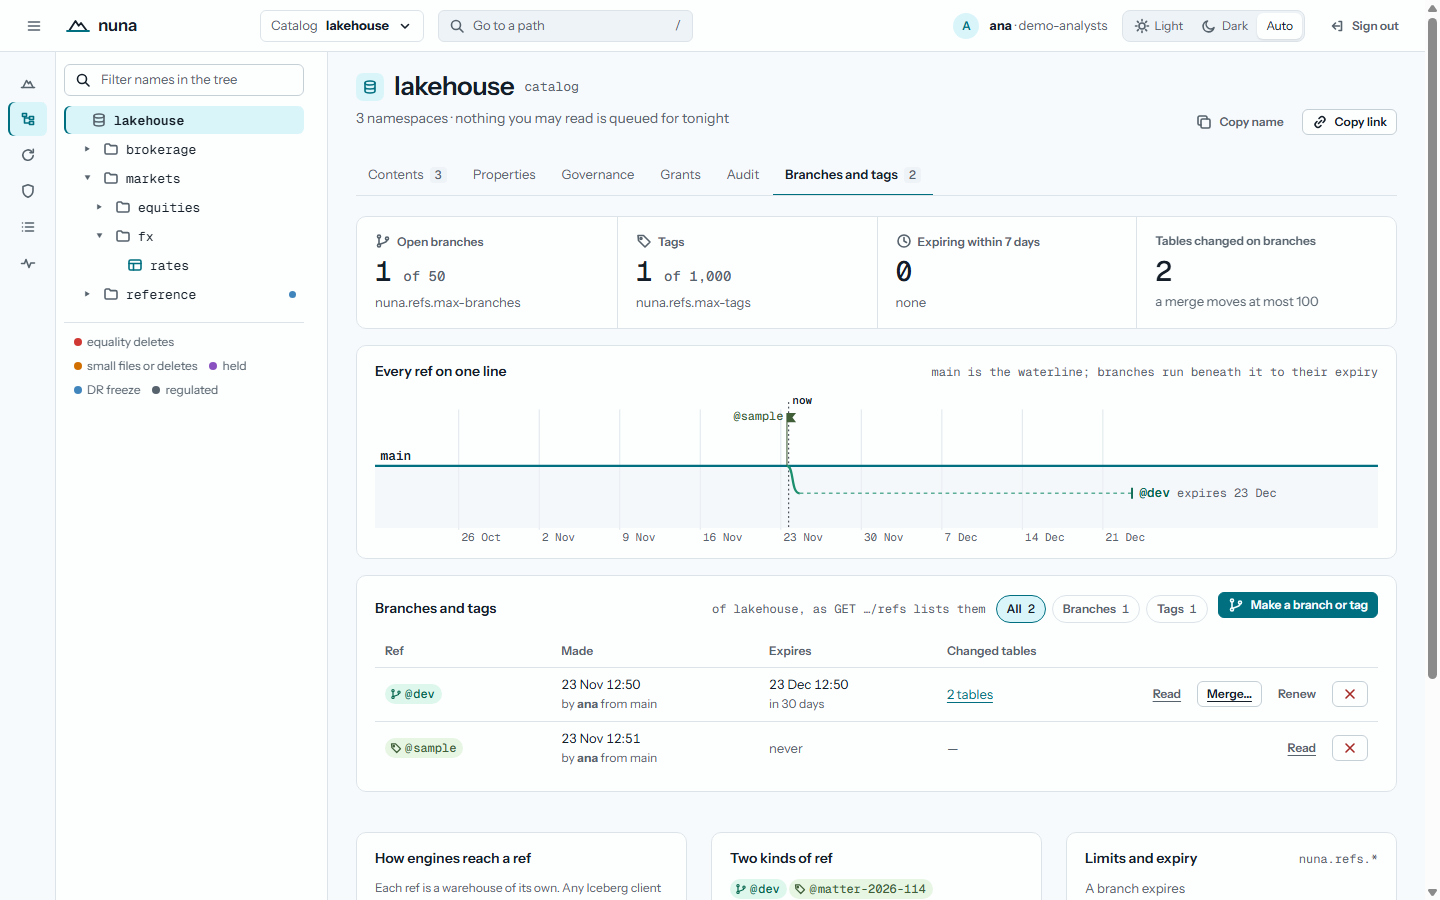 nuna
Catalog lakehouse
Go to a path /
A ana · demo-analysts
Light Dark Auto
Sign out
Filter names in the tree
lakehouse
brokerage
markets
equities
fx
rates
reference
equality deletes
small files or deletes held
DR freeze regulated
lakehouse catalog
3 namespaces · nothing you may read is queued for tonight
Copy name Copy link
Contents 3 Properties Governance Grants Audit Branches and tags 2
Open branches
1 of 50
nuna.refs.max-branches
Tags
1 of 1,000
nuna.refs.max-tags
Expiring within 7 days
0
none
Tables changed on branches
2
a merge moves at most 100
Every ref on one line
main is the waterline; branches run beneath it to their expiry
now
@sample
main
@dev expires 23 Dec
26 Oct 2 Nov 9 Nov 16 Nov 23 Nov 30 Nov 7 Dec 14 Dec 21 Dec
Branches and tags
of lakehouse, as GET …/refs lists them
All 2 Branches 1 Tags 1
Make a branch or tag
Ref Made Expires Changed tables
@dev
23 Nov 12:50
by ana from main
23 Dec 12:50
in 30 days
2 tables
Read Merge… Renew
@sample
23 Nov 12:51
by ana from main
never
—
Read
How engines reach a ref
Each ref is a warehouse of its own. Any Iceberg client
Two kinds of ref
@dev @matter-2026-114
Limits and expiry nuna.refs.*
A branch expires